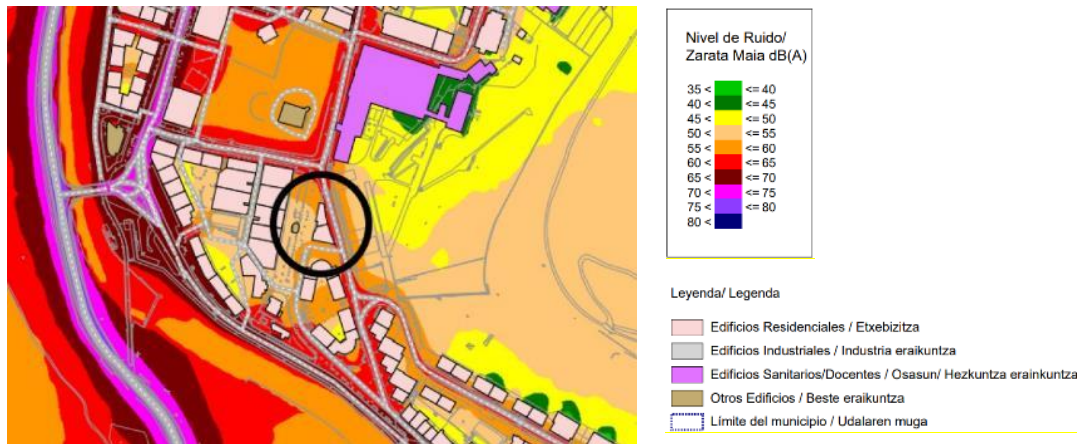 Nivel de Ruido/
Zarata Maia dB(A)
35 < <= 40
40 < <= 45
45 < <= 50
50 < <= 55
55 < <= 60
60 < <= 65
65 < <= 70
70 < <= 75
75 < <= 80
80 <
Leyenda/ Legenda
Edificios Residenciales / Etxebizitza
Edificios Industriales / Industria eraikuntza
Edificios Sanitarios/Docentes / Osasun/ Hezkuntza erainkuntza
Otros Edificios / Beste eraikuntza
Límite del municipio / Udalaren muga